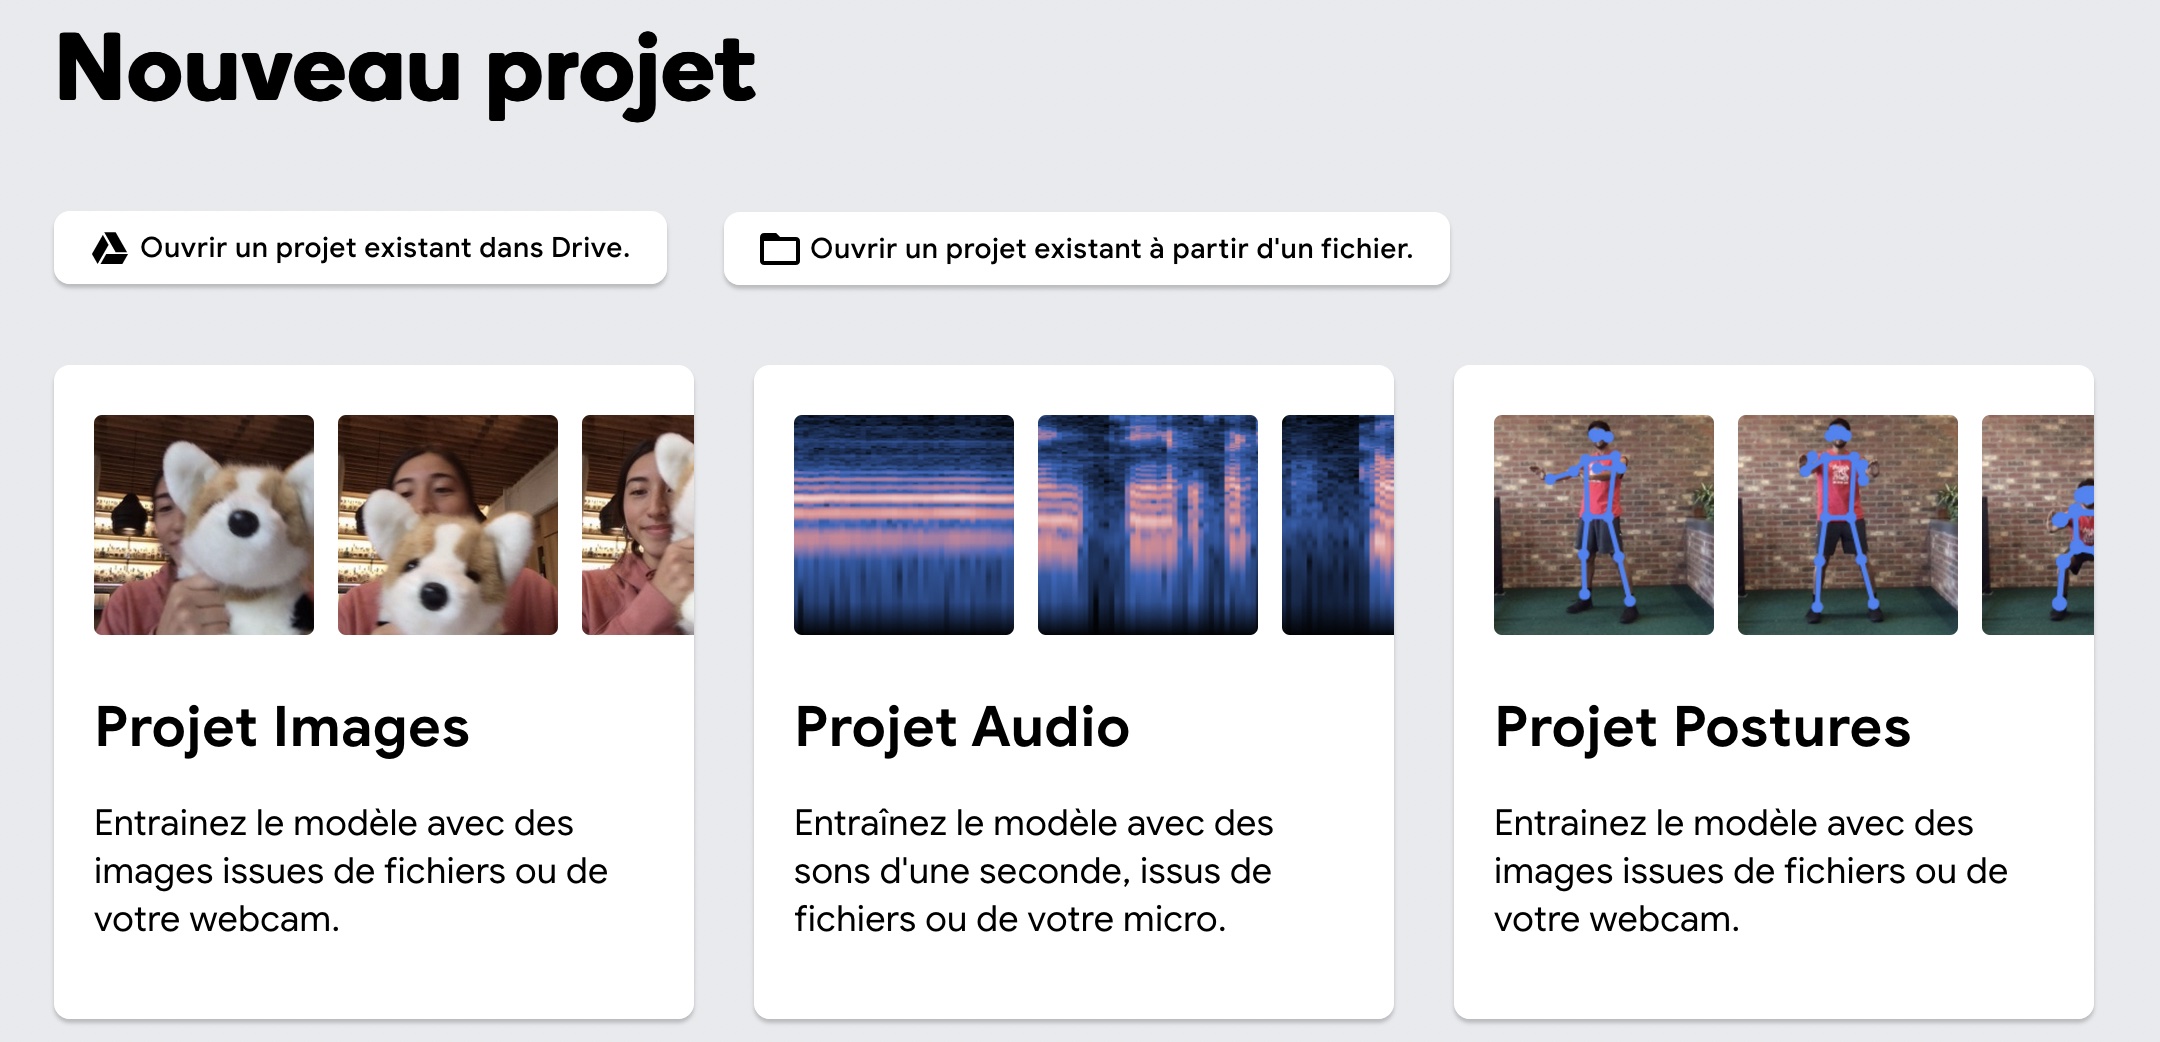 Nouveau projet
Ouvrir un projet existant dans Drive.
Ouvrir un projet existant à partir d'un fichier.
Projet Images
Entrainez le modèle avec des
images issues de fichiers ou de
votre webcam.
Projet Audio
Entraînez le modèle avec des
sons d'une seconde, issus de
fichiers ou de votre micro.
Projet Postures
Entrainez le modèle avec des
images issues de fichiers ou de
votre webcam.